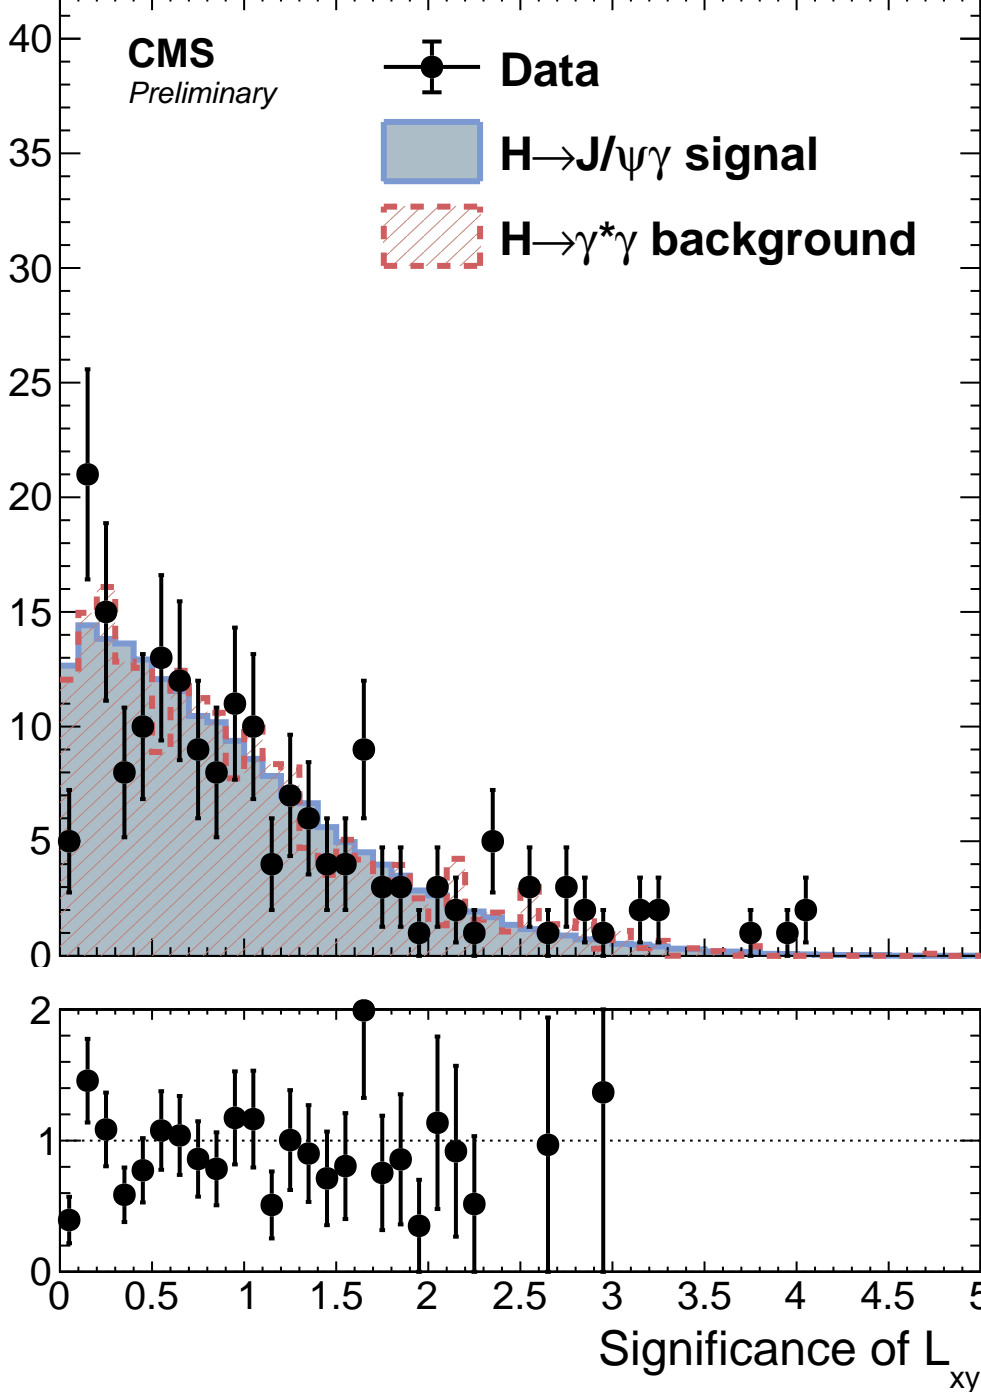 40
CMS
Preliminary
Data
35
H→J/ψγ signal
H→γ*γ background
30
25
20
15
10
5
0
2
1
0
0 0.5 1 1.5 2 2.5 3 3.5 4 4.5 5
Significance of L_xy